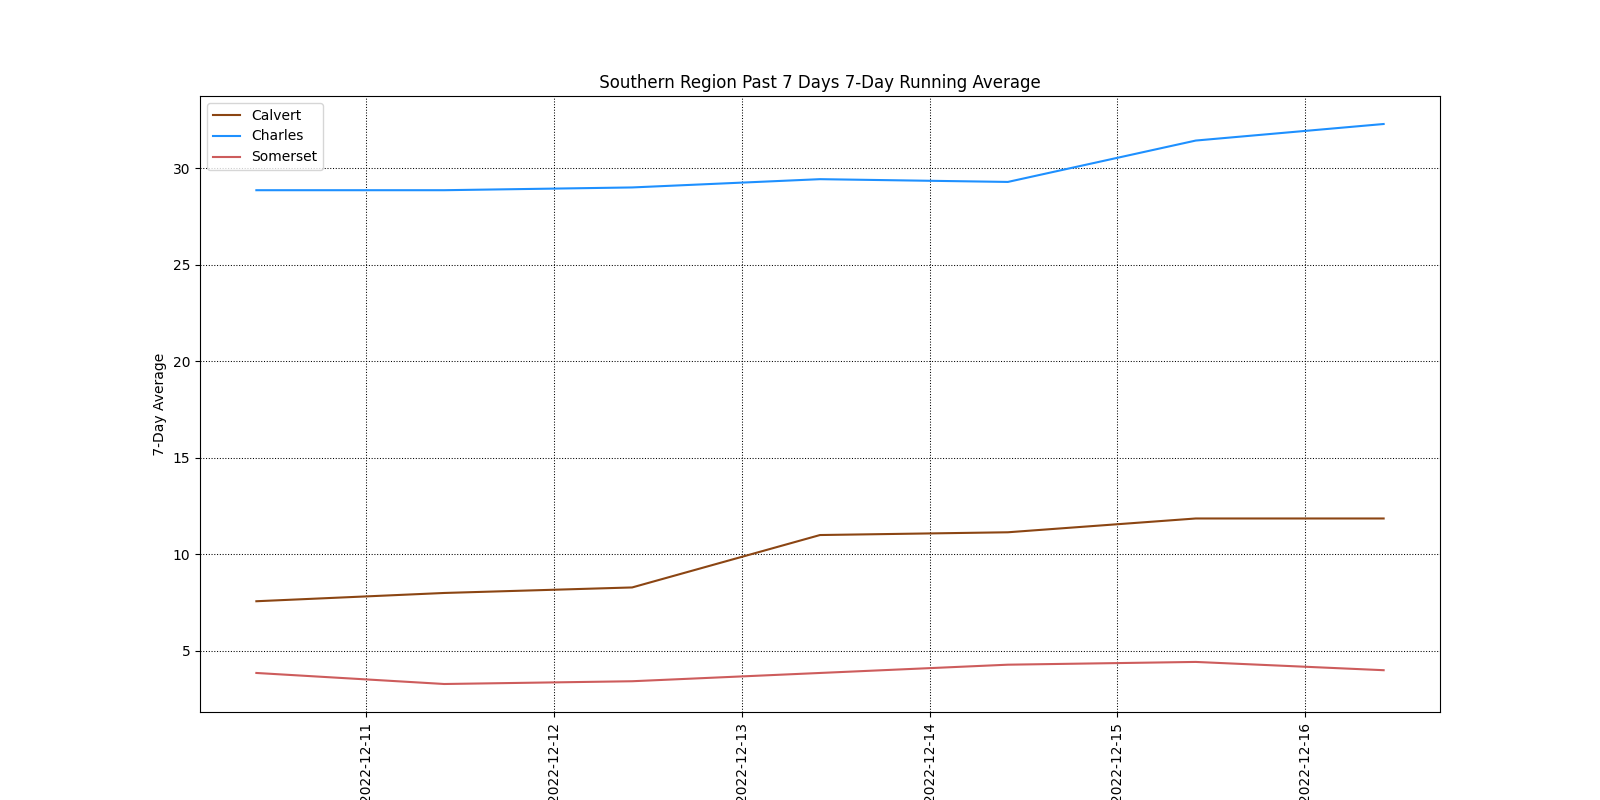 Southern Region Past 7 Days 7-Day Running Average
Calvert
Charles
Somerset
30
25
20
15
10
5
7-Day Average
2022-12-11
2022-12-12
2022-12-13
2022-12-14
2022-12-15
2022-12-16